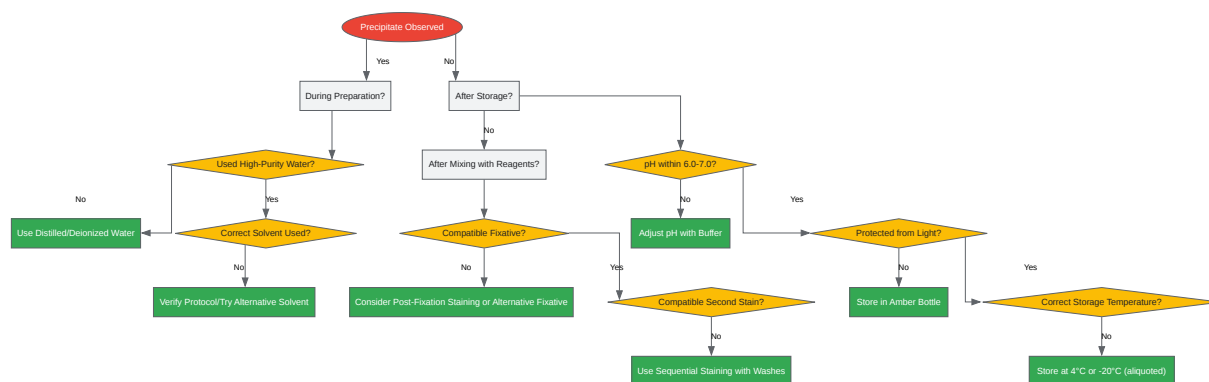 Precipitate Observed
Yes
No
During Preparation?
After Storage?
No
Used High-Purity Water?
After Mixing with Reagents?
pH within 6.0-7.0?
No
Yes
No
Yes
Use Distilled/Deionized Water
Correct Solvent Used?
Compatible Fixative?
Adjust pH with Buffer
Protected from Light?
No
No
Yes
No
Yes
Verify Protocol/Try Alternative Solvent
Consider Post-Fixation Staining or Alternative Fixative
Compatible Second Stain?
Store in Amber Bottle
Correct Storage Temperature?
No
No
Use Sequential Staining with Washes
Store at 4°C or -20°C (aliquoted)